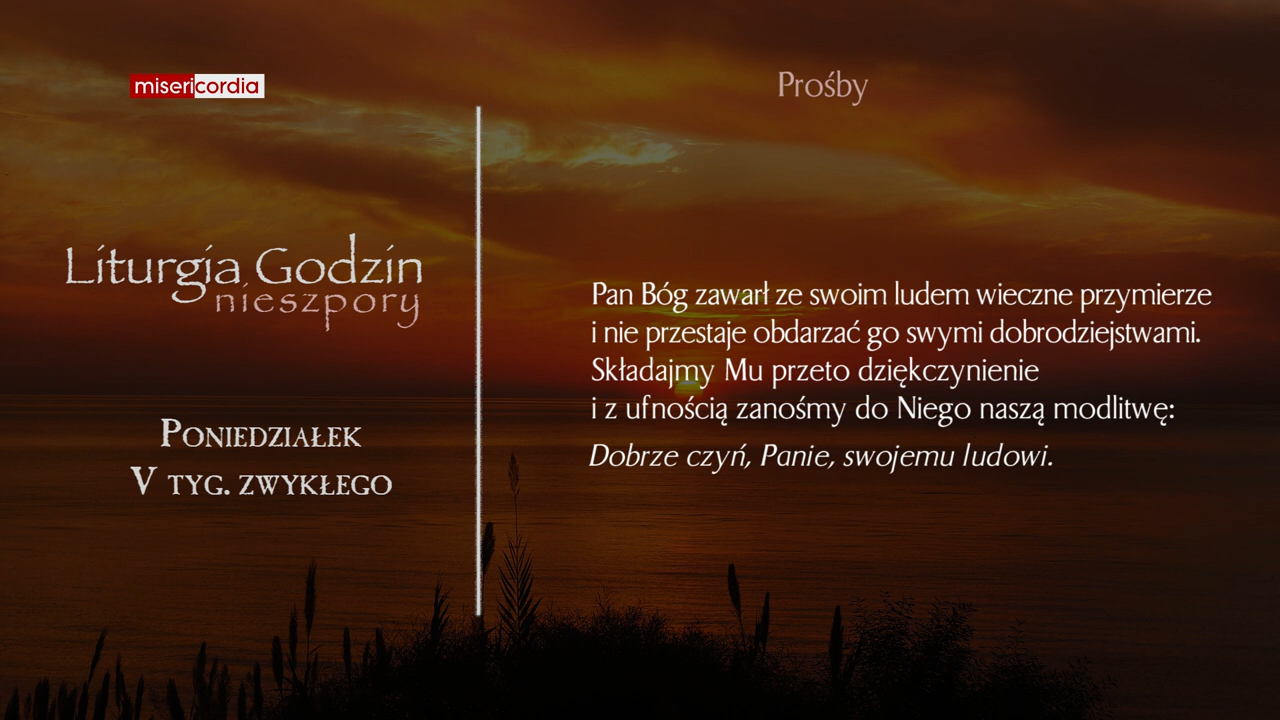 misericordia
Liturgia Godzin
nieszpory
Poniedziałek
V tyg. zwykłego
Prośby
Pan Bóg zawarł ze swoim ludem wieczne przymierze
i nie przestaje obdarzać go swymi dobrodziejstwami.
Składajmy Mu przeto dziękczynienie
i z ufnością zanośmy do Niego naszą modlitwę:
Dobrze czyń, Panie, swojemu ludowi.